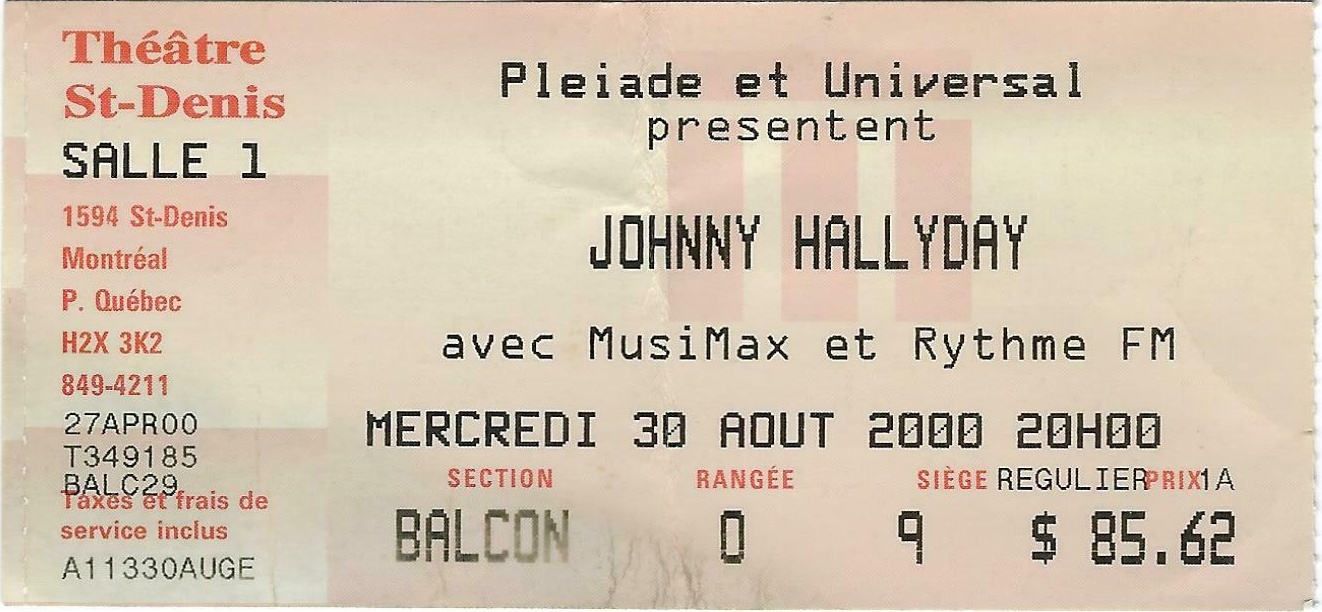 Théâtre
St-Denis
SALLE 1
1594 St-Denis
Montréal
P. Québec
H2X 3K2
849-4211
27APR00
T349185
BALC29
Taxes et frais de
service inclus
A11330AUGE
Pleiade et Universal
presentent
JOHNNY HALLYDAY
avec MusiMax et Rythme FM
MERCREDI 30 AOUT 2000 20H00
SECTION RANGÉE SIÈGE REGULIER PRIX 1A
BALCON O 9 $ 85.62